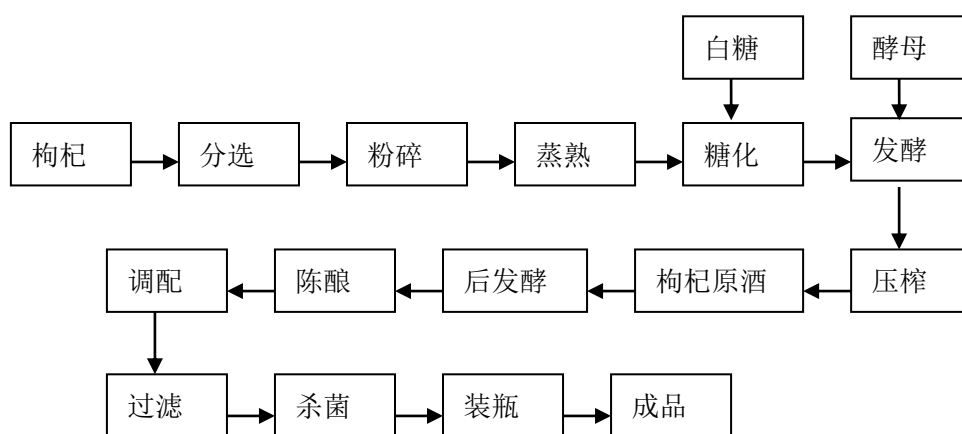 白糖
酵母
枸杞
分选
粉碎
蒸熟
糖化
发酵
压榨
枸杞原酒
后发酵
陈酿
调配
过滤
杀菌
装瓶
成品